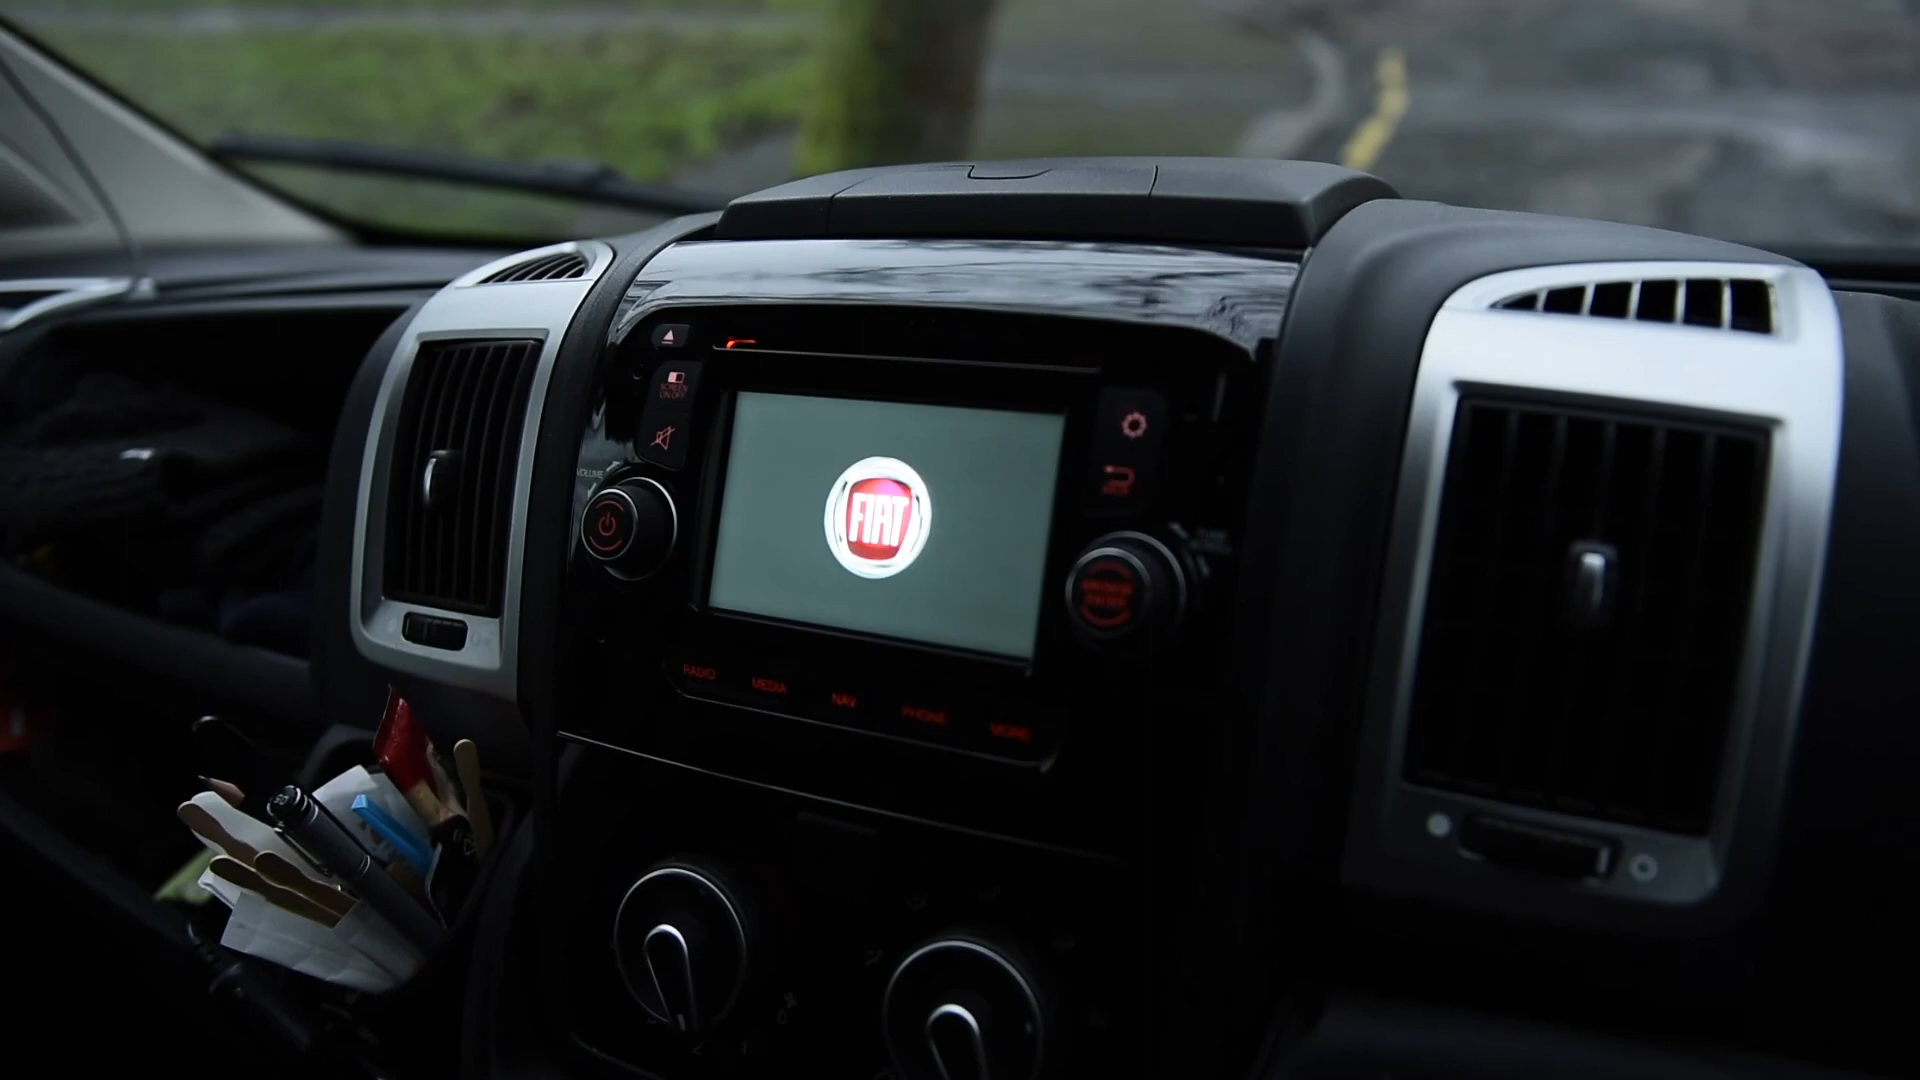 SCREEN
ON/OFF
VOLUME
FIAT
RADIO
MEDIA
NAV
PHONE
MORE